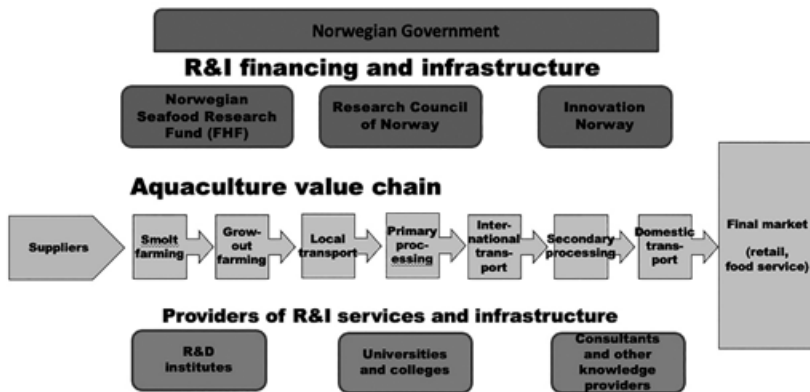 Norwegian Government
R&I financing and infrastructure
Norwegian
Seafood Research
Fund (FHF)
Research Council
of Norway
Innovation
Norway
Aquaculture value chain
Suppliers
Smolt
farming
Grow-
out
farming
Local
transport
Primary
proc-
essing
Inter-
national
trans-
port
Secondary
processing
Domestic
trans-
port
Final market
(retail,
food service)
Providers of R&I services and infrastructure
R&D
institutes
Universities
and colleges
Consultants
and other
knowledge
providers